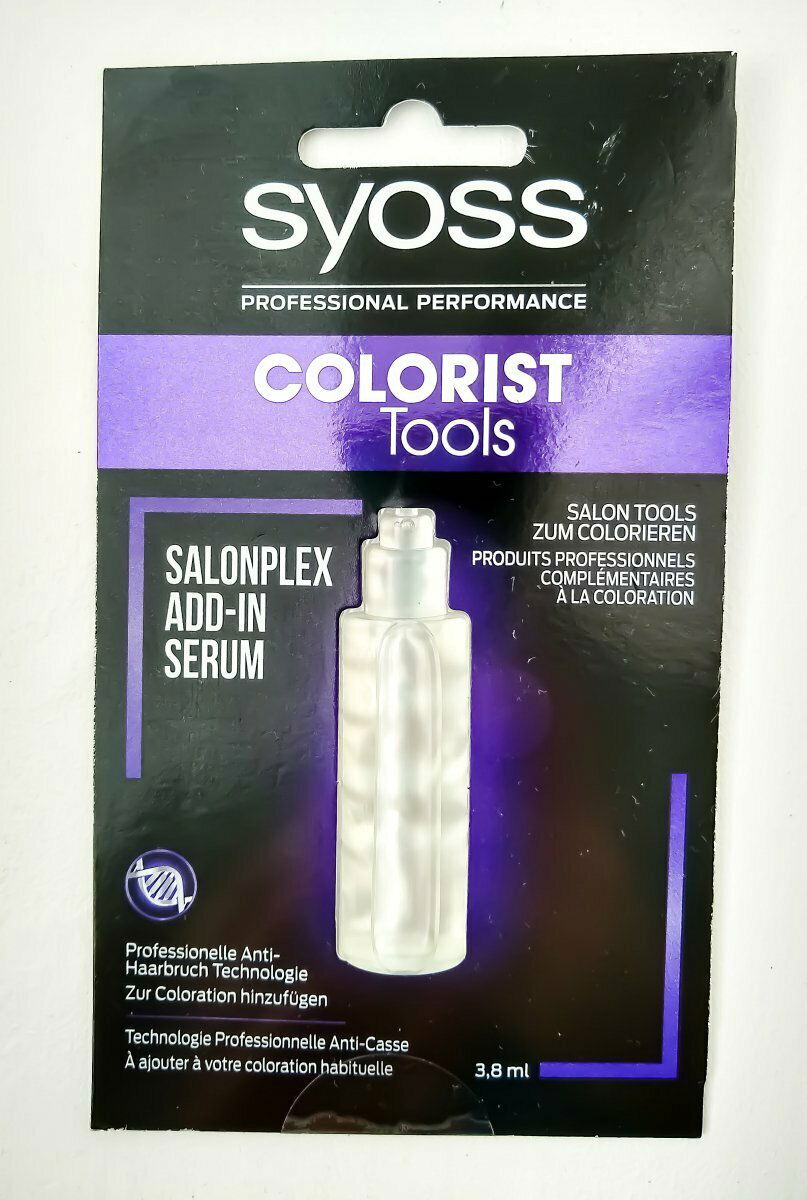 syoss
PROFESSIONAL PERFORMANCE
COLORIST
Tools
SALONPLEX
ADD-IN
SERUM
SALON TOOLS
ZUM COLORIEREN
PRODUITS PROFESSIONNELS
COMPLÉMENTAIRES
À LA COLORATION
Professionelle Anti-
Haarbruch Technologie
Zur Coloration hinzufügen
Technologie Professionnelle Anti-Casse
À ajouter à votre coloration habituelle
3,8 ml